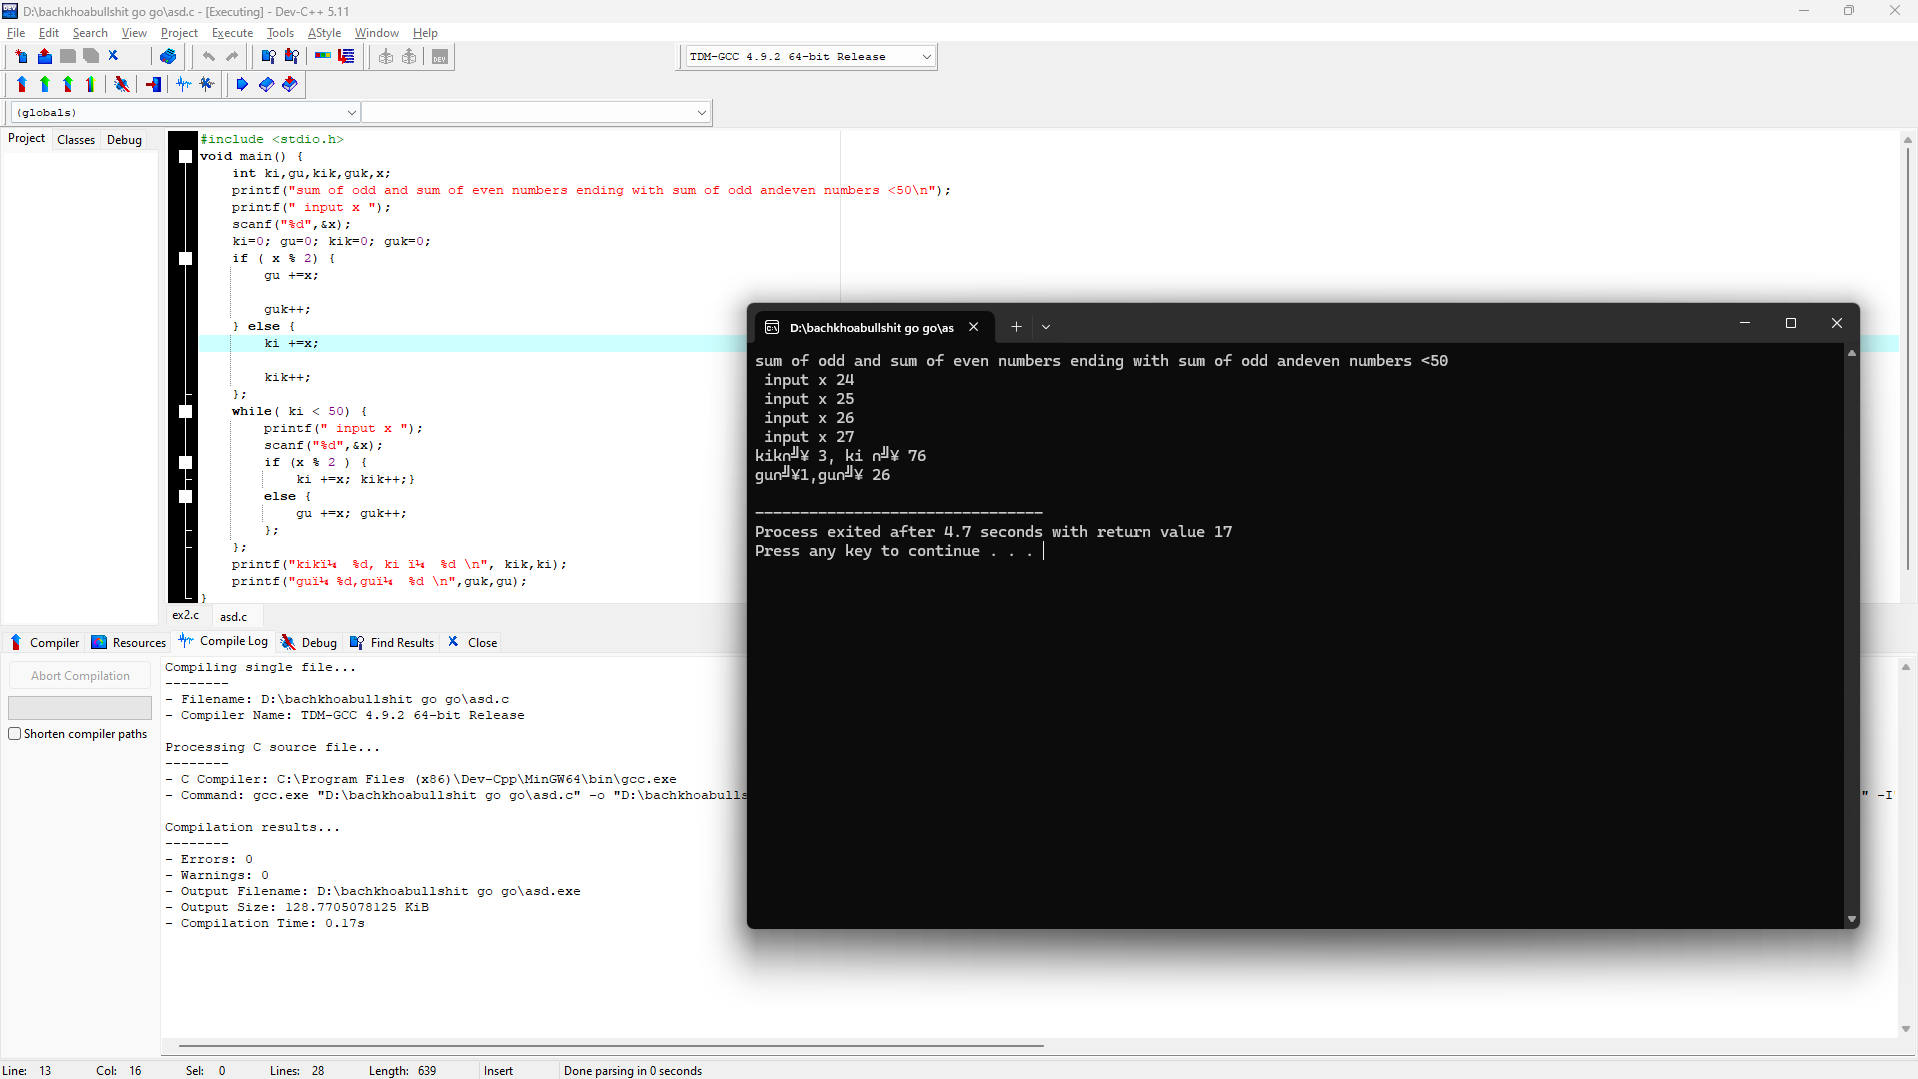 D:\bachkhoabullshit go go\asd.c - [Executing] - Dev-C++ 5.11
File Edit Search View Project Execute Tools AStyle Window Help
TDM-GCC 4.9.2 64-bit Release
(globals)
Project Classes Debug
#include <stdio.h>
void main() {
int ki,gu,kik,guk,x;
printf("sum of odd and sum of even numbers ending with sum of odd andeven numbers <50\n");
printf(" input x ");
scanf("%d",&x);
ki=0; gu=0; kik=0; guk=0;
if ( x % 2) {
gu +=x;
guk++;
} else {
ki +=x;
kik++;
};
while( ki < 50) {
printf(" input x ");
scanf("%d",&x);
if (x % 2 ) {
ki +=x; kik++;}
else {
gu +=x; guk++;
};
};
printf("kikï¼ %d, ki ï¼ %d \n", kik,ki);
printf("guï¼ %d,guï¼ %d \n",guk,gu);
}
ex2.c asd.c
D:\bachkhoabullshit go go\as
sum of odd and sum of even numbers ending with sum of odd andeven numbers <50
input x 24
input x 25
input x 26
input x 27
kik∩╝¥ 3, ki ∩╝¥ 76
gu∩╝¥1,gu∩╝¥ 26
--------------------------------
Process exited after 4.7 seconds with return value 17
Press any key to continue . . .
Compiler Resources Compile Log Debug Find Results Close
Abort Compilation
Shorten compiler paths
Compiling single file...
--------
- Filename: D:\bachkhoabullshit go go\asd.c
- Compiler Name: TDM-GCC 4.9.2 64-bit Release
Processing C source file...
--------
- C Compiler: C:\Program Files (x86)\Dev-Cpp\MinGW64\bin\gcc.exe
- Command: gcc.exe "D:\bachkhoabullshit go go\asd.c" -o "D:\bachkhoabulls " -I
Compilation results...
--------
- Errors: 0
- Warnings: 0
- Output Filename: D:\bachkhoabullshit go go\asd.exe
- Output Size: 128.7705078125 KiB
- Compilation Time: 0.17s
Line: 13 Col: 16 Sel: 0 Lines: 28 Length: 639 Insert Done parsing in 0 seconds